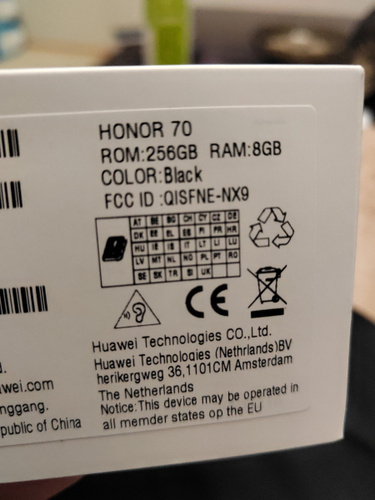 HONOR 70
ROM:256GB RAM:8GB
COLOR:Black
FCC ID :QISFNE-NX9
AT BE BG CH CY CZ DE
DK EE EL ES FI FR HR
HU IE IS IT LT LI LU
LV MT NL NO PL PT RO
SE SK TR SI UK
CE
Huawei Technologies CO.,Ltd.
Huawei Technologies (Nethrlands)BV
herikergweg 36,1101CM Amsterdam
The Netherlands
Notice:This device may be operated in
all memder states op the EU
d.
awei.com
nggang.
public of China